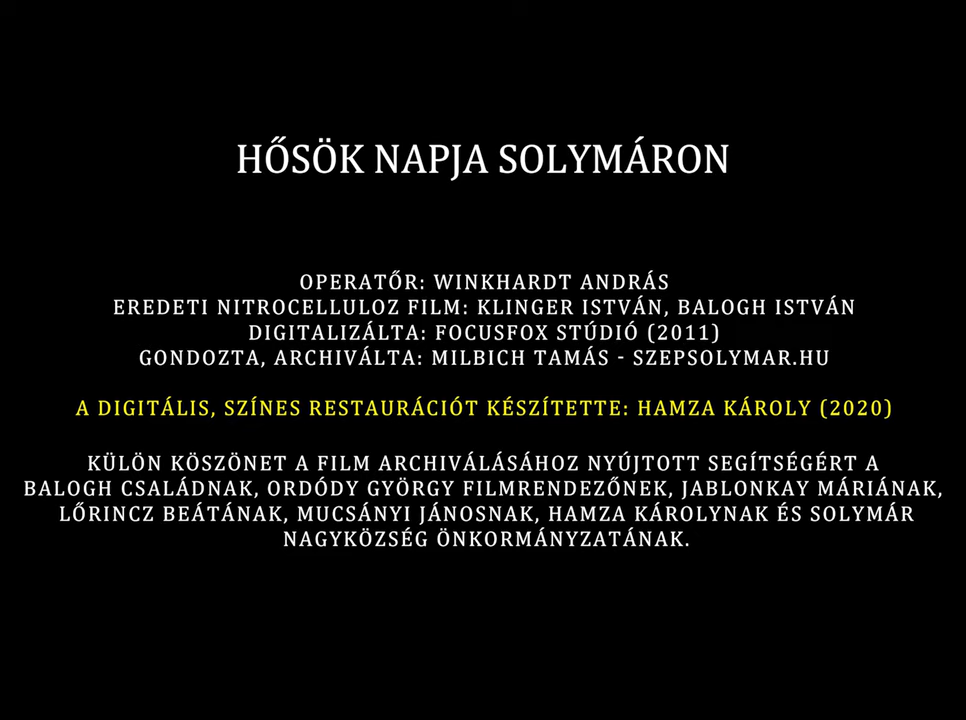 HŐSÖK NAPJA SOLYMÁRON
OPERATŐR: WINKHARDT ANDRÁS
EREDETI NITROCELLULOZ FILM: KLINGER ISTVÁN, BALOGH ISTVÁN
DIGITALIZÁLTA: FOCUSFOX STÚDIÓ (2011)
GONDOZTA, ARCHIVÁLTA: MILBICH TAMÁS - SZEPSOLYMAR.HU
A DIGITÁLIS, SZÍNES RESTAURÁCIÓT KÉSZÍTETTE: HAMZA KÁROLY (2020)
KÜLÖN KÖSZÖNET A FILM ARCHIVÁLÁSÁHOZ NYÚJTOTT SEGÍTSÉGÉRT A
BALOGH CSALÁDNAK, ORDÓDY GYÖRGY FILMRENDEZŐNEK, JABLONKAY MÁRIÁNAK,
LŐRINCZ BEÁTÁNAK, MUCSÁNYI JÁNOSNAK, HAMZA KÁROLYNAK ÉS SOLYMÁR
NAGYKÖZSÉG ÖNKORMÁNYZATÁNAK.